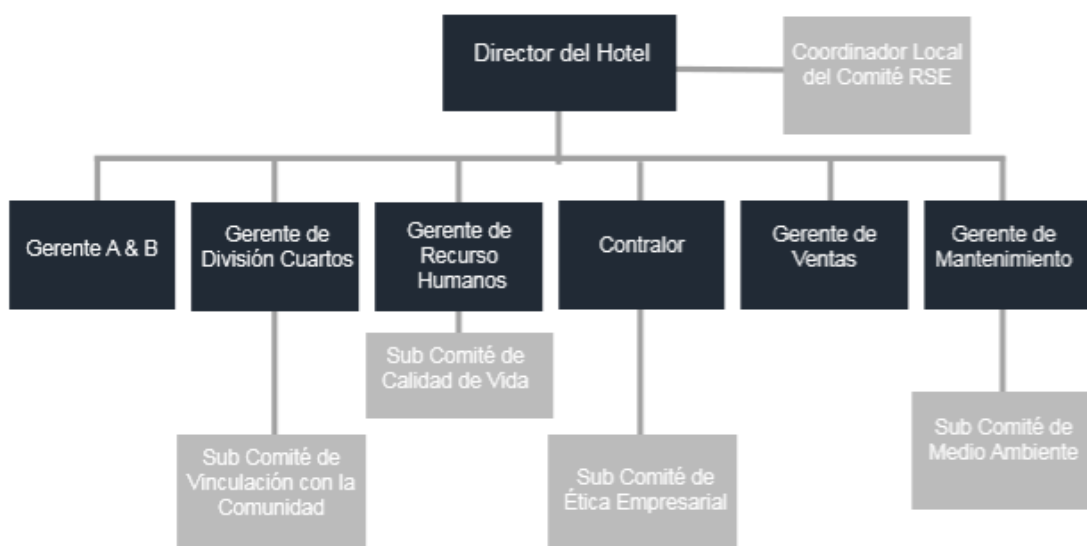 Director del Hotel
Coordinador Local
del Comité RSE
Gerente A & B
Gerente de
División Cuartos
Gerente de
Recurso
Humanos
Contralor
Gerente de
Ventas
Gerente de
Mantenimiento
Sub Comité de
Calidad de Vida
Sub Comité de
Vinculación con la
Comunidad
Sub Comité de
Ética Empresarial
Sub Comité de
Medio Ambiente